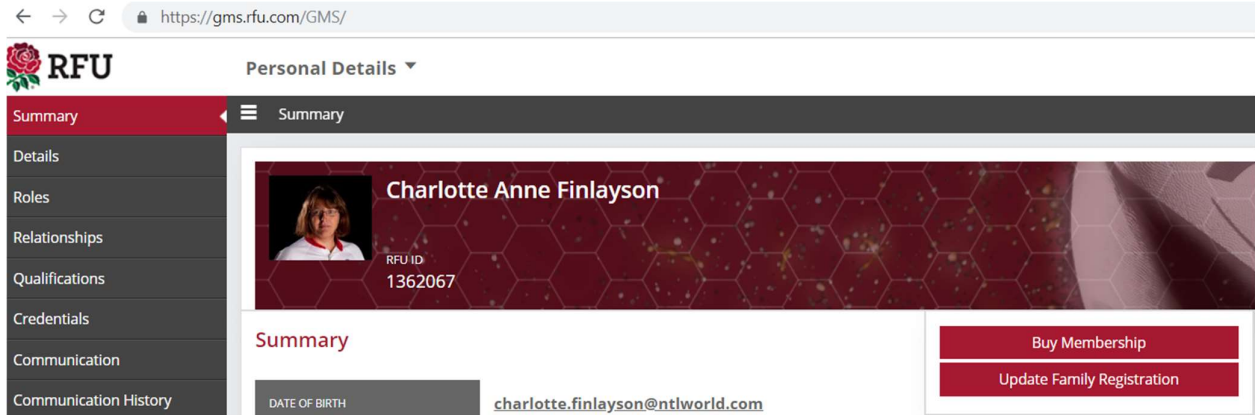 https://gms.rfu.com/GMS/
RFU
Personal Details
Summary
Summary
Details
Roles
Relationships
Qualifications
Credentials
Communication
Communication History
Charlotte Anne Finlayson
RFU ID
1362067
Summary
DATE OF BIRTH
charlotte.finlayson@ntlworld.com
Buy Membership
Update Family Registration